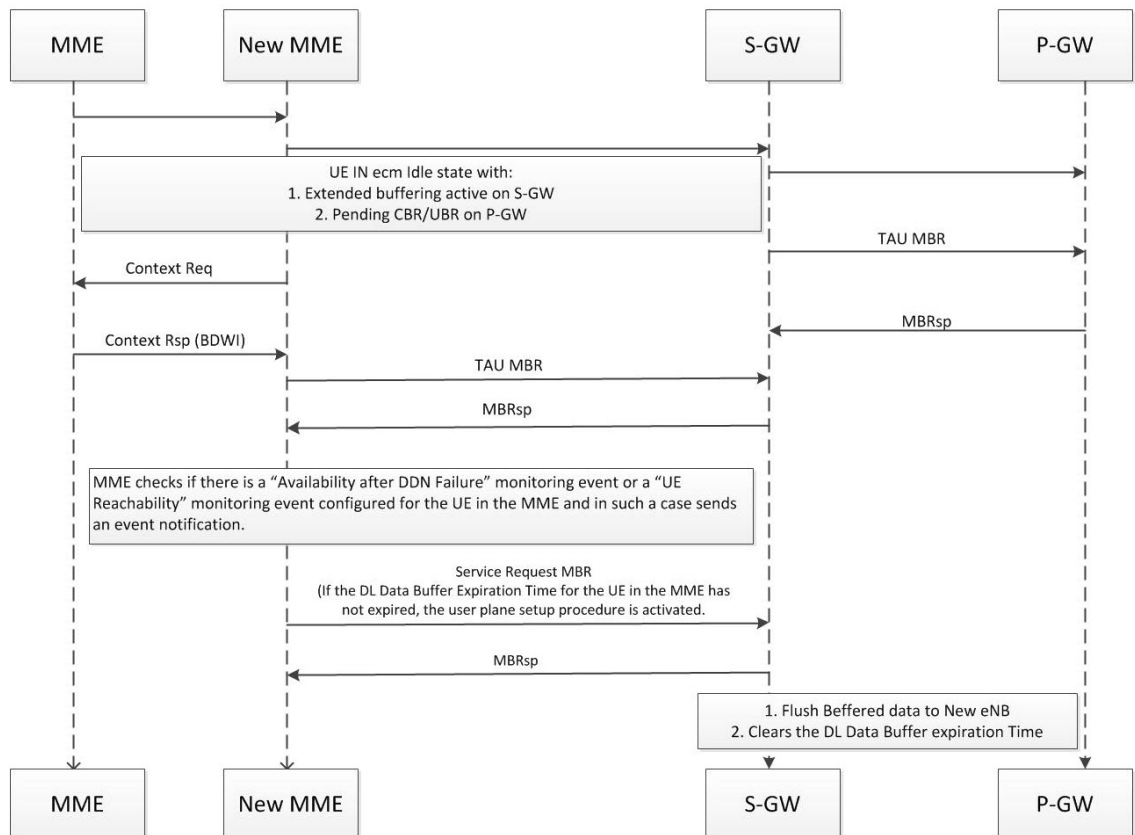 MME
New MME
S-GW
P-GW
UE IN ecm Idle state with:
1. Extended buffering active on S-GW
2. Pending CBR/UBR on P-GW
TAU MBR
Context Req
MBRsp
Context Rsp (BDWI)
TAU MBR
MBRsp
MME checks if there is a “Availability after DDN Failure” monitoring event or a “UE
Reachability” monitoring event configured for the UE in the MME and in such a case sends
an event notification.
Service Request MBR
(If the DL Data Buffer Expiration Time for the UE in the MME has
not expired, the user plane setup procedure is activated.
MBRsp
1. Flush Beffered data to New eNB
2. Clears the DL Data Buffer expiration Time
MME
New MME
S-GW
P-GW